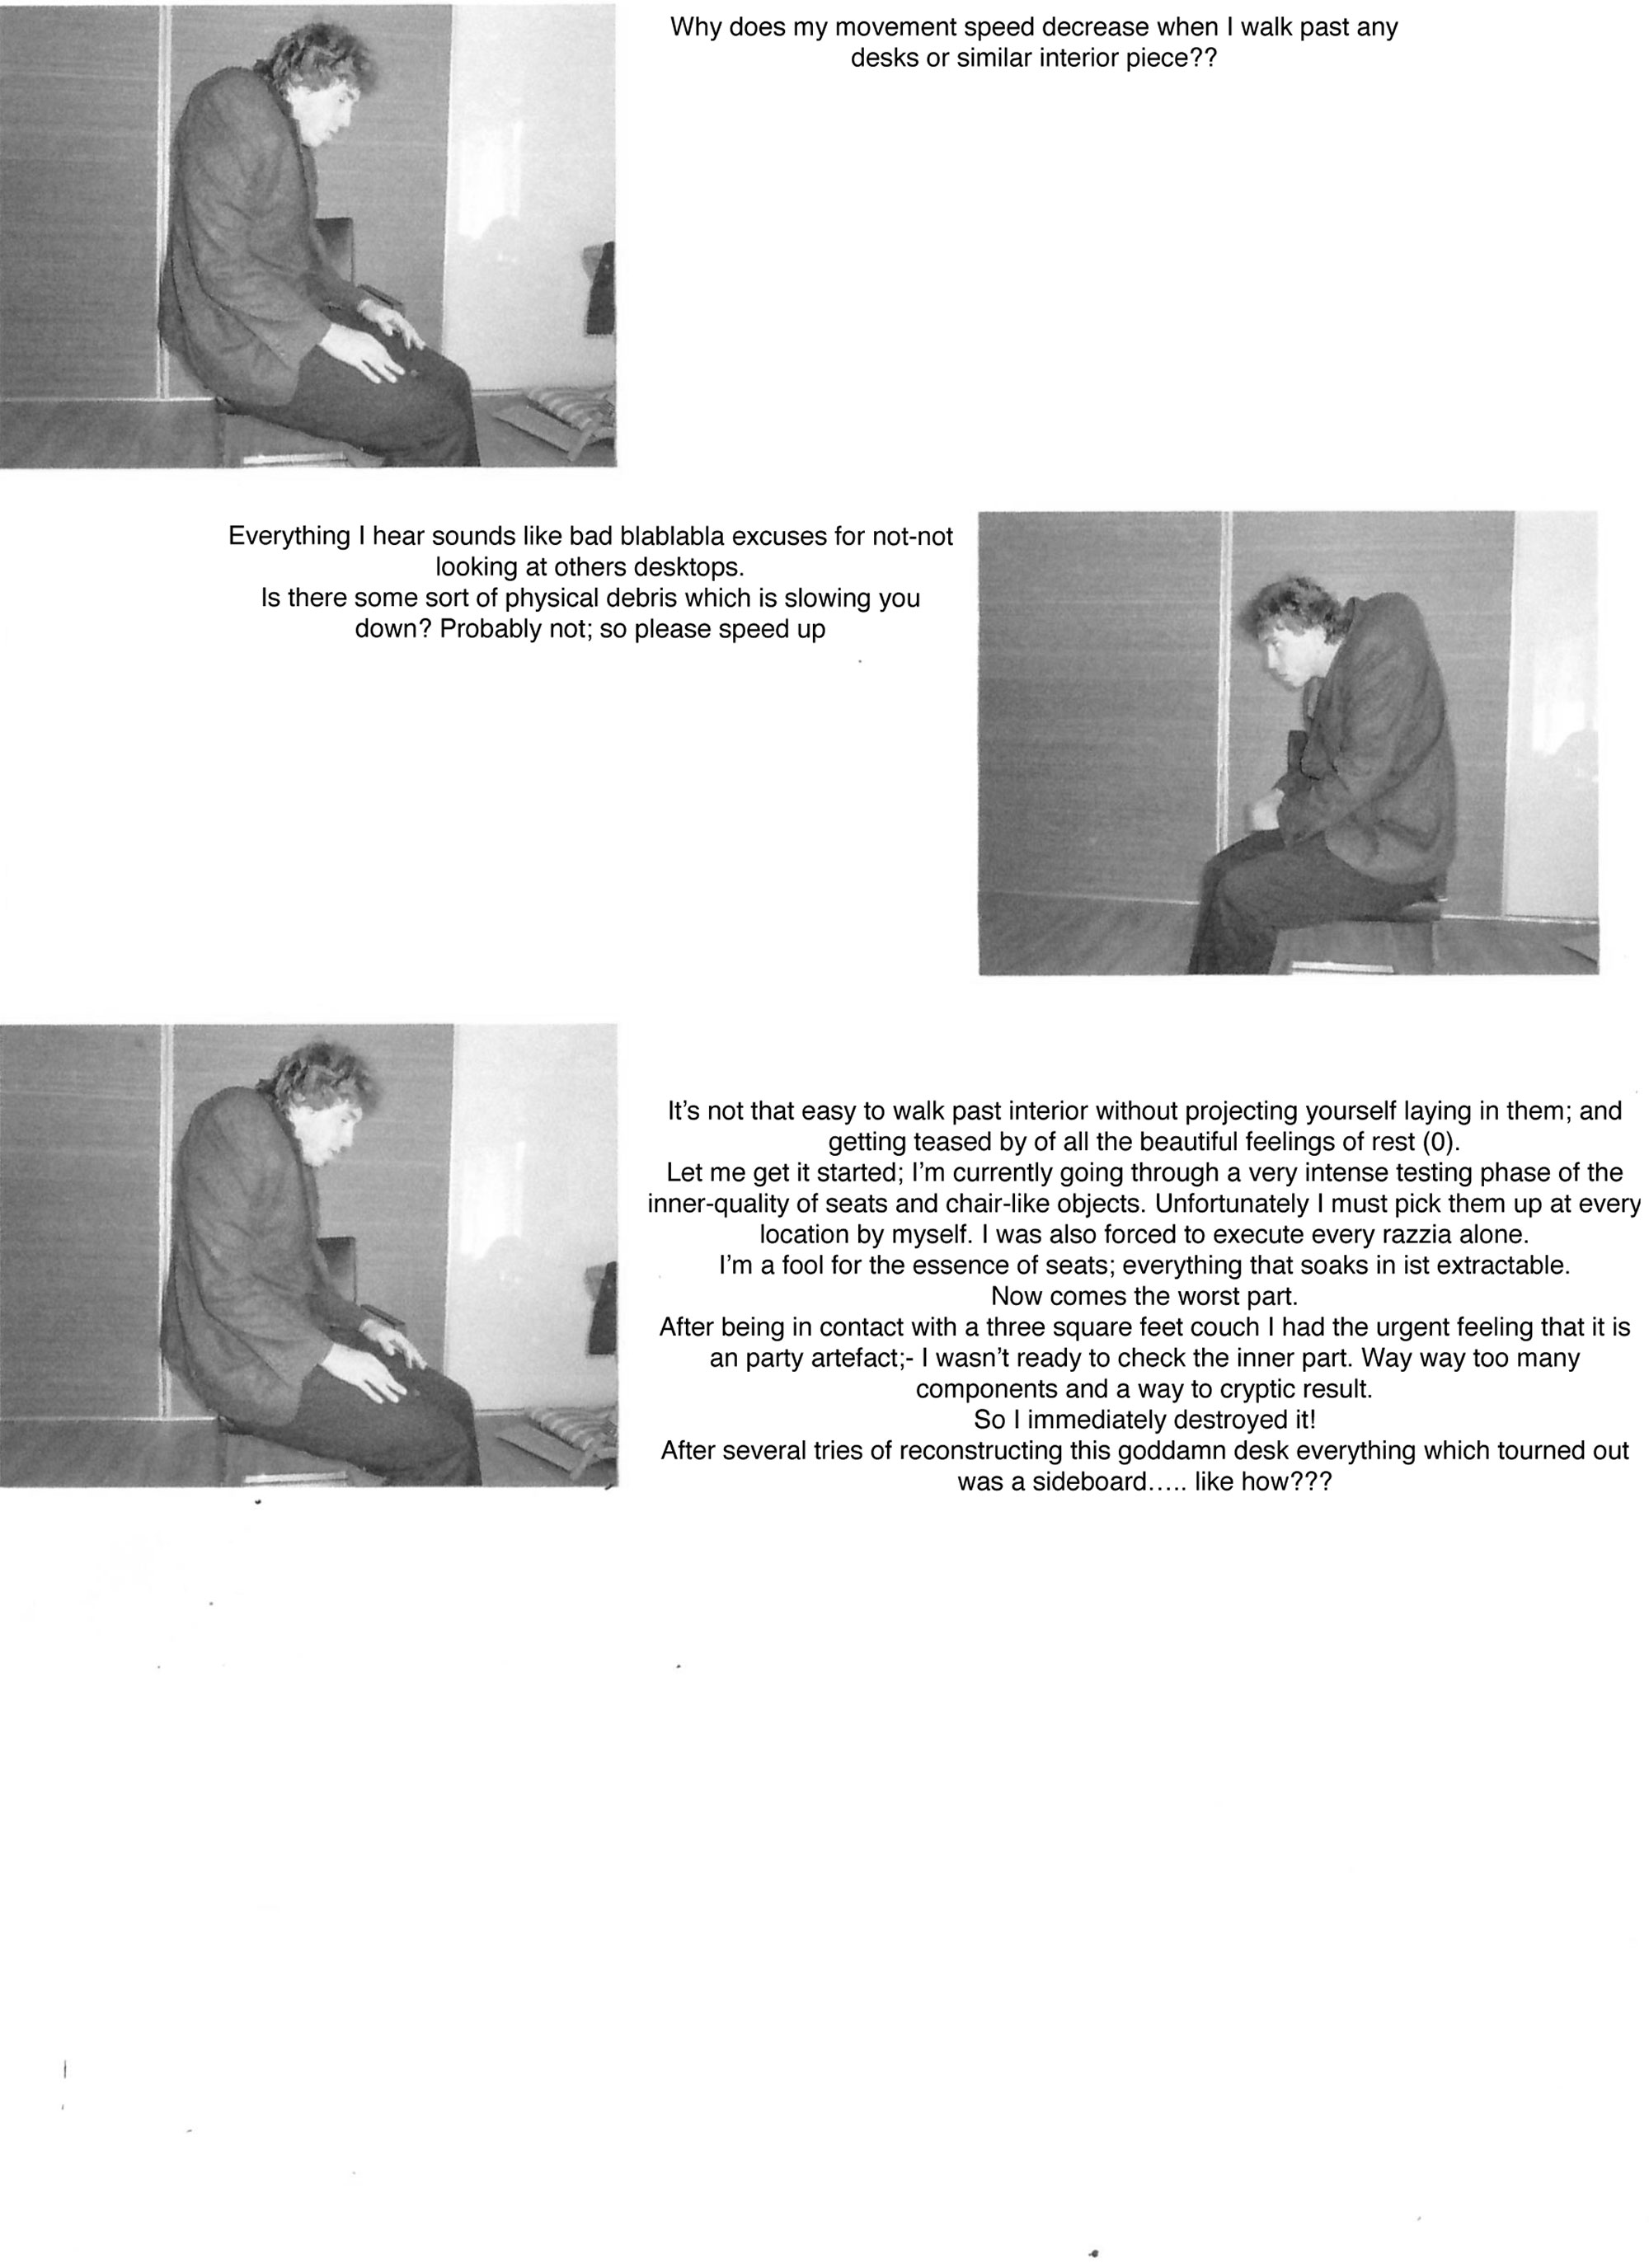 Why does my movement speed decrease when I walk past any
desks or similar interior piece??
Everything I hear sounds like bad blablabla excuses for not-not
looking at others desktops.
Is there some sort of physical debris which is slowing you
down? Probably not; so please speed up
It’s not that easy to walk past interior without projecting yourself laying in them; and
getting teased by of all the beautiful feelings of rest (0).
Let me get it started; I’m currently going through a very intense testing phase of the
inner-quality of seats and chair-like objects. Unfortunately I must pick them up at every
location by myself. I was also forced to execute every razzia alone.
I’m a fool for the essence of seats; everything that soaks in ist extractable.
Now comes the worst part.
After being in contact with a three square feet couch I had the urgent feeling that it is
an party artefact;- I wasn’t ready to check the inner part. Way way too many
components and a way to cryptic result.
So I immediately destroyed it!
After several tries of reconstructing this goddamn desk everything which tourned out
was a sideboard….. like how???